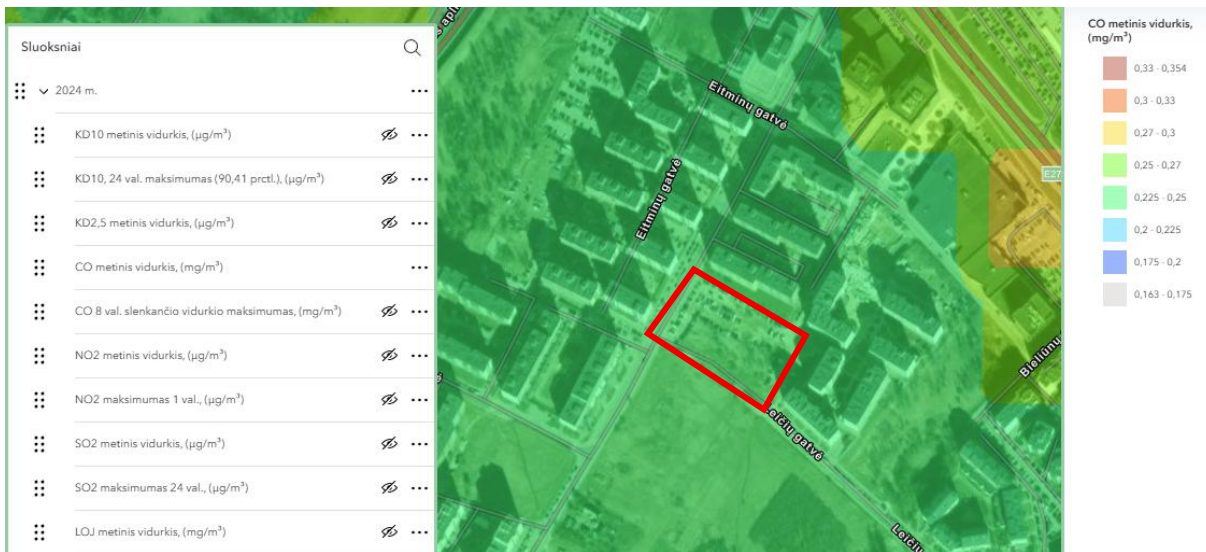 Sluoksniai
2024 m.
KD10 metinis vidurkis, (µg/m³)
KD10, 24 val. maksimumas (90,41 prctl.), (µg/m³)
KD2,5 metinis vidurkis, (µg/m³)
CO metinis vidurkis, (mg/m³)
CO 8 val. slenkančio vidurkio maksimumas, (mg/m³)
NO2 metinis vidurkis, (µg/m³)
NO2 maksimumas 1 val., (µg/m³)
SO2 metinis vidurkis, (µg/m³)
SO2 maksimumas 24 val., (µg/m³)
LOJ metinis vidurkis, (mg/m³)
Eitminų gatvė
Eitminų gatvė
E27
Bieliūnų
Leičių gatvė
Leičių
CO metinis vidurkis,
(mg/m³)
0,33 - 0,354
0,3 - 0,33
0,27 - 0,3
0,25 - 0,27
0,225 - 0,25
0,2 - 0,225
0,175 - 0,2
0,163 - 0,175